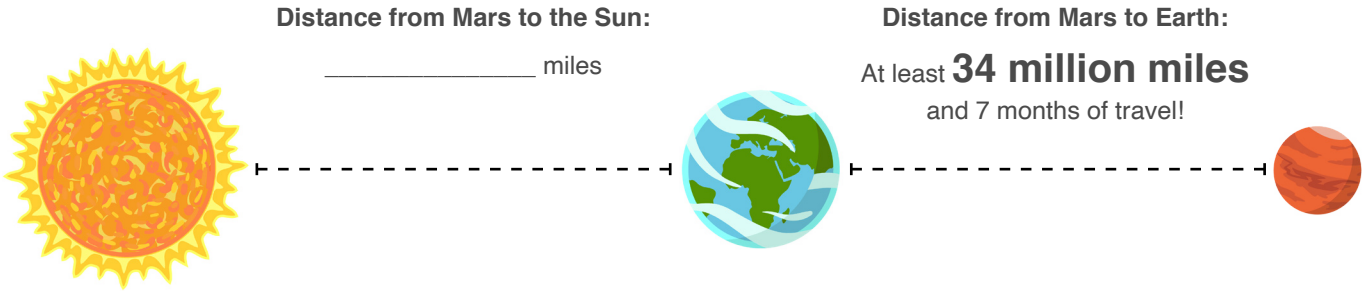 Distance from Mars to the Sun:
_______________ miles
Distance from Mars to Earth:
At least 34 million miles
and 7 months of travel!